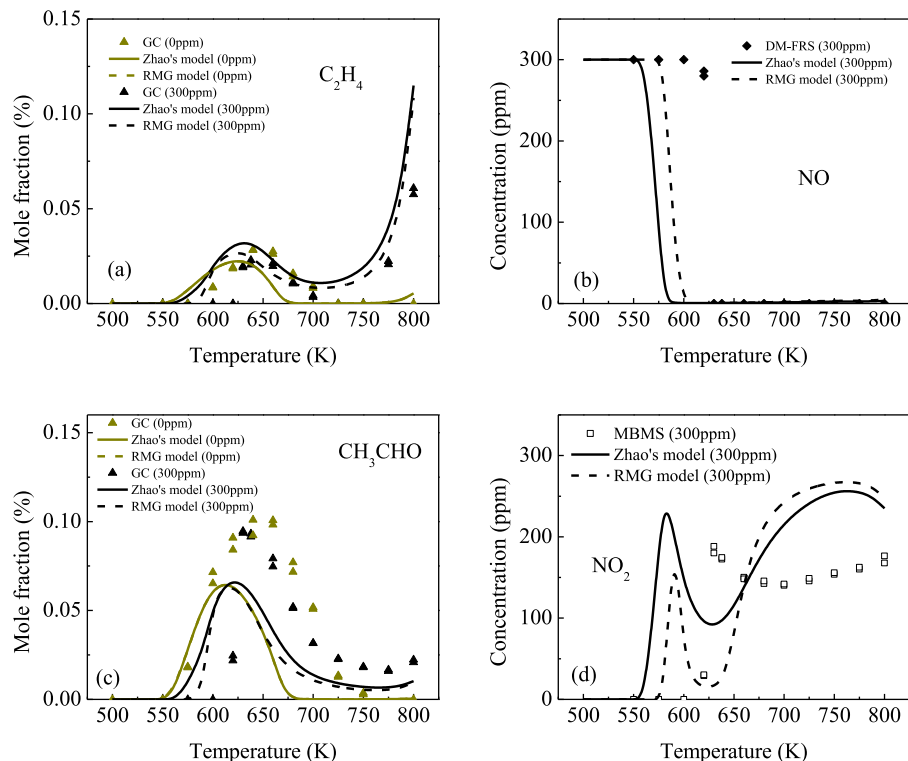 0.15
0.10
0.05
0.00
Mole fraction (%)
GC (0ppm)
Zhao's model (0ppm)
RMG model (0ppm)
GC (300ppm)
Zhao's model (300ppm)
RMG model (300ppm)
C2H4
(a)
500 550 600 650 700 750 800
Temperature (K)
300
200
100
0
Concentration (ppm)
DM-FRS (300ppm)
Zhao's model (300ppm)
RMG model (300ppm)
NO
(b)
500 550 600 650 700 750 800
Temperature (K)
0.15
0.10
0.05
0.00
Mole fraction (%)
GC (0ppm)
Zhao's model (0ppm)
RMG model (0ppm)
GC (300ppm)
Zhao's model (300ppm)
RMG model (300ppm)
CH3CHO
(c)
500 550 600 650 700 750 800
Temperature (K)
300
200
100
0
Concentration (ppm)
MBMS (300ppm)
Zhao's model (300ppm)
RMG model (300ppm)
NO2
(d)
500 550 600 650 700 750 800
Temperature (K)